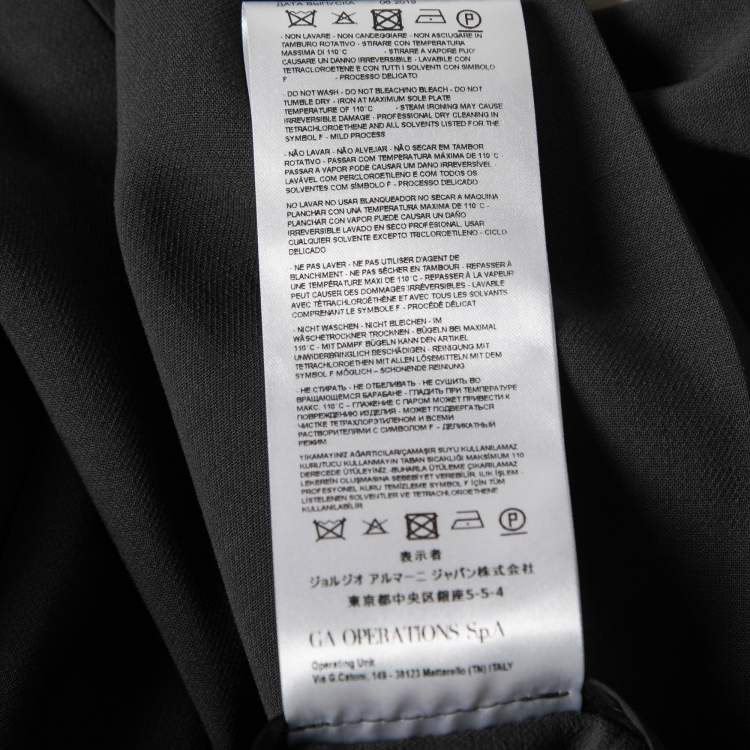 ДАТА ВЫПУСКА 06.2019
- NON LAVARE - NON CANDEGGIARE - NON ASCIUGARE IN
TAMBURO ROTATIVO - STIRARE CON TEMPERATURA
MASSIMA DI 110°C - STIRARE A VAPORE PUO'
CAUSARE UN DANNO IRREVERSIBILE - LAVABILE CON
TETRACLOROETENE E CON TUTTI I SOLVENTI CON SIMBOLO
F - PROCESSO DELICATO
- DO NOT WASH - DO NOT BLEACHINO BLEACH - DO NOT
TUMBLE DRY - IRON AT MAXIMUM SOLE PLATE
TEMPERATURE OF 110°C - STEAM IRONING MAY CAUSE
IRREVERSIBLE DAMAGE - PROFESSIONAL DRY CLEANING IN
TETRACHLOROETHENE AND ALL SOLVENTS LISTED FOR THE
SYMBOL F - MILD PROCESS
- NÃO LAVAR - NÃO ALVEJAR - NÃO SECAR EM TAMBOR
ROTATIVO - PASSAR COM TEMPERATURA MÁXIMA DE 110°C
PASSAR A VAPOR PODE CAUSAR UM DANO IRREVERSÍVEL -
LAVÁVEL COM PERCLOROETILENO E COM TODOS OS
SOLVENTES COM SÍMBOLO F - PROCESSO DELICADO
NO LAVAR NO USAR BLANQUEADOR NO SECAR A MAQUINA
PLANCHAR CON UNA TEMPERATURA MAXIMA DE 110°C -
PLANCHAR CON VAPOR PUEDE CAUSAR UN DAÑO
IRREVERSIBLE LAVADO EN SECO PROFESIONAL, USAR
CUALQUIER SOLVENTE EXCEPTO TRICLOROETILENO - CICLO
DELICADO
- NE PAS LAVER - NE PAS UTILISER D'AGENT DE
BLANCHIMENT - NE PAS SÉCHER EN TAMBOUR - REPASSER À
UNE TEMPÉRATURE MAXI DE 110°C - REPASSER À LA VAPEUR
PEUT CAUSER DES DOMMAGES IRRÉVERSIBLES - LAVABLE
AVEC TÉTRACHLOROÉTHÈNE ET AVEC TOUS LES SOLVANTS
COMPRENANT LE SYMBOLE F - PROCÉDÉ DÉLICAT
- NICHT WASCHEN - NICHT BLEICHEN - IM
WÄSCHETROCKNER TROCKNEN - BÜGELN BEI MAXIMAL
110°C - MIT DAMPF BÜGELN KANN DEN ARTIKEL
UNWIDERBRINGLICH BESCHÄDIGEN - REINIGUNG MIT
TETRACHLOROETHEN MIT ALLEN LÖSEMITTELN MIT DEM
SYMBOL F MÖGLICH – SCHONENDE REINIGUNG
- НЕ СТИРАТЬ - НЕ ОТБЕЛИВАТЬ - НЕ СУШИТЬ ВО
ВРАЩАЮЩЕМСЯ БАРАБАНЕ - ГЛАДИТЬ ПРИ ТЕМПЕРАТУРЕ
МАКС. 110°C – ГЛАЖЕНИЕ С ПАРОМ МОЖЕТ ПРИВЕСТИ К
ПОВРЕЖДЕНИЮ ИЗДЕЛИЯ - МОЖЕТ ПОДВЕРГАТЬСЯ
ЧИСТКЕ ТЕТРАХЛОРЭТИЛЕНОМ И ВСЕМИ
РАСТВОРИТЕЛЯМИ С СИМВОЛОМ F - ДЕЛИКАТНЫЙ
РЕЖИМ
YIKAMAYINIZ AĞARTICILAR/ÇAMAŞIR SUYU KULLANILAMAZ
KURUTUCU KULLANMAYIN TABAN SICAKLIĞI MAKSİMUM 110
DERECEDE ÜTÜLEYİNİZ. -BUHARLA ÜTÜLEME ÇIKARILAMAZ
LEKEREİN OLUŞMASINA SEBEBİYET VEREBİLİR. ILIK İŞLEM -
PROFESYONEL KURU TEMİZLEME SYMBOL F İÇİN TÜM
LİSTELENEN SOLVENTLER VE TETRACHLOROETHENE
KULLANILABİLİR
表示者
ジョルジオ アルマーニ ジャパン株式会社
東京都中央区銀座5-5-4
GA OPERATIONS SpA
Operating Unit
Via G.Catoni, 149 - 38123 Mattarello (TN) ITALY